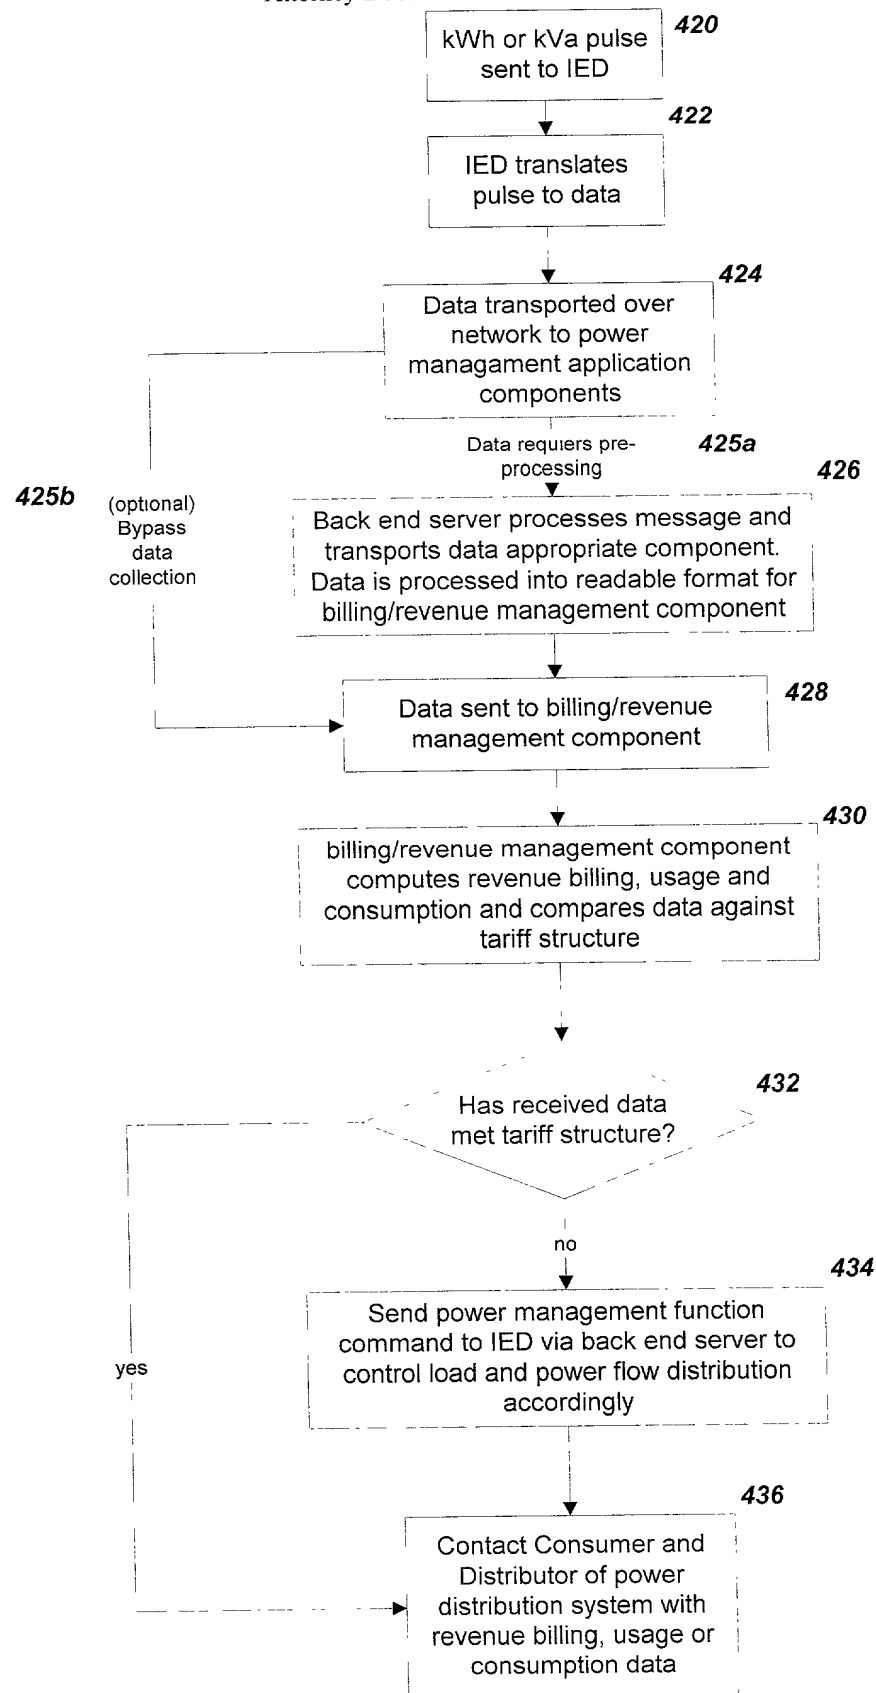 420
kWh or kVa pulse
sent to IED
422
IED translates
pulse to data
424
Data transported over
network to power
managament application
components
Data requiers pre-
processing
425a
426
425b
(optional)
Bypass
data
collection
Back end server processes message and
transports data appropriate component.
Data is processed into readable format for
billing/revenue management component
428
Data sent to billing/revenue
management component
430
billing/revenue management component
computes revenue billing, usage and
consumption and compares data against
tariff structure
432
Has received data
met tariff structure?
no
434
Send power management function
command to IED via back end server to
control load and power flow distribution
accordingly
yes
436
Contact Consumer and
Distributor of power
distribution system with
revenue billing, usage or
consumption data